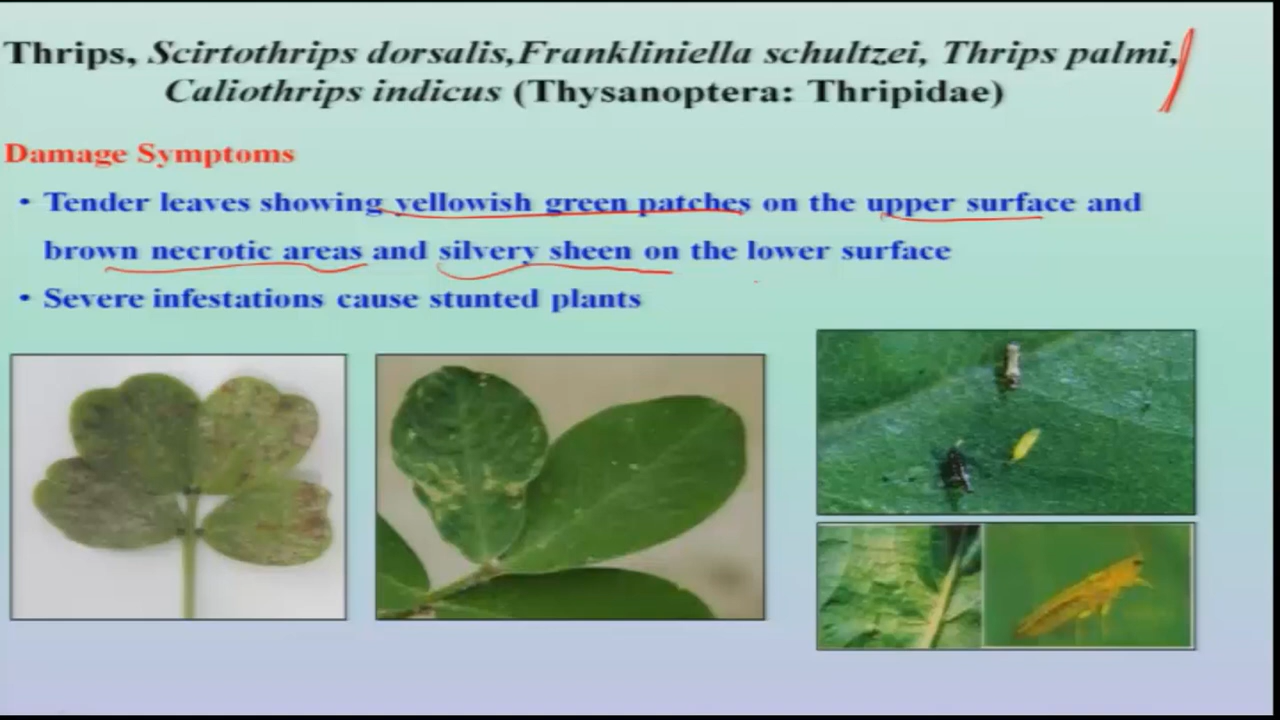 Thrips, Scirtothrips dorsalis,Frankliniella schultzei, Thrips palmi,
Caliothrips indicus (Thysanoptera: Thripidae)
Damage Symptoms
• Tender leaves showing yellowish green patches on the upper surface and
brown necrotic areas and silvery sheen on the lower surface
• Severe infestations cause stunted plants